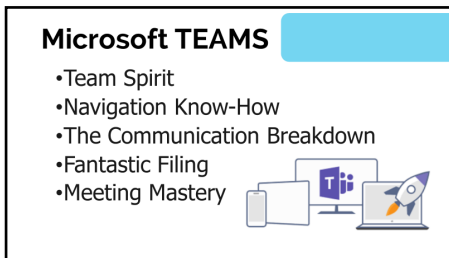 Microsoft TEAMS
•Team Spirit
•Navigation Know-How
•The Communication Breakdown
•Fantastic Filing
•Meeting Mastery
T